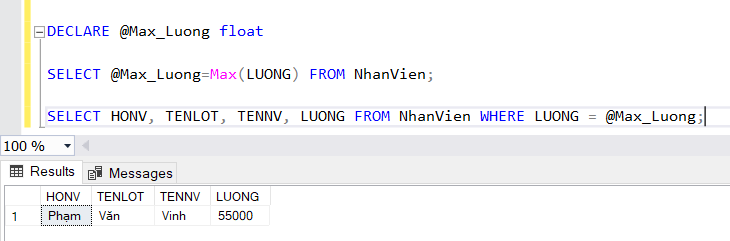 DECLARE @Max_Luong float
SELECT @Max_Luong=Max(LUONG) FROM NhanVien;
SELECT HONV, TENLOT, TENNV, LUONG FROM NhanVien WHERE LUONG = @Max_Luong;
100 %
Results Messages
HONV TENLOT TENNV LUONG
1 Phạm Văn Vinh 55000